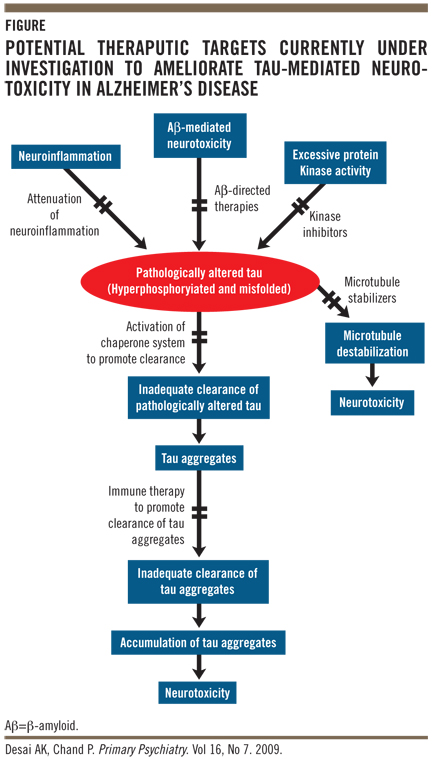 FIGURE
POTENTIAL THERAPUTIC TARGETS CURRENTLY UNDER
INVESTIGATION TO AMELIORATE TAU-MEDIATED NEURO-
TOXICITY IN ALZHEIMER'S DISEASE
Neuroinflammation
Aβ-mediated
neurotoxicity
Excessive protein
Kinase activity
Attenuation
of
neuroinflammation
Aβ-directed
therapies
Kinase
inhibitors
Pathologically altered tau
(Hyperphosphoryiated and misfolded)
Microtubule
stabilizers
Activation of
chaperone system
to promote clearance
Microtubule
destabilization
Inadequate clearance of
pathologically altered tau
Neurotoxicity
Tau aggregates
Immune therapy
to promote
clearance of tau
aggregates
Inadequate clearance of
tau aggregates
Accumulation of tau aggregates
Neurotoxicity
Aβ=β-amyloid.
Desai AK, Chand P. Primary Psychiatry. Vol 16, No 7. 2009.